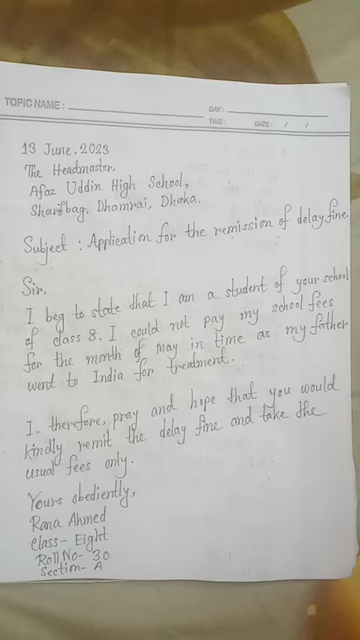 TOPIC NAME :
DAY :
TIME :
DATE : / /
13 June, 2023
The Headmaster,
Afaz Uddin High School,
Sharifbag, Dhamrai, Dhaka.
Subject : Application for the remission of delay fine.
Sir,
I beg to state that I am a student of your school
of class 8. I could not pay my school fees
for the month of May in time as my father
went to India for treatment.
I. therefore, pray and hope that you would
kindly remit the delay fine and take the
usual fees only.
Yours obediently,
Rana Ahmed
Class- Eight
Roll No- 30
Section- A